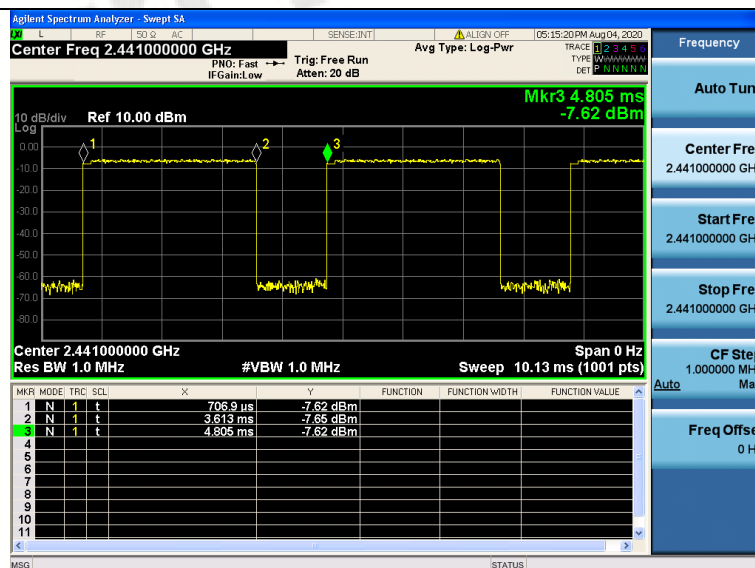 Agilent Spectrum Analyzer - Swept SA
L RF 50 Ω AC SENSE:INT ALIGN OFF 05:15:20 PM Aug 04, 2020
Center Freq 2.441000000 GHz
PNO: Fast
IFGain:Low
Trig: Free Run
Atten: 20 dB
Avg Type: Log-Pwr
TRACE 1 2 3 4 5 6
TYPE
DET P N N N N N
Mkr3 4.805 ms
-7.62 dBm
10 dB/div Ref 10.00 dBm
Log
1 2 3
0.00
-10.0
-20.0
-30.0
-40.0
-50.0
-60.0
-70.0
-80.0
Center 2.441000000 GHz Span 0 Hz
Res BW 1.0 MHz #VBW 1.0 MHz Sweep 10.13 ms (1001 pts)
MKR MODE TRC SCL X Y FUNCTION FUNCTION WIDTH FUNCTION VALUE
1 N 1 t 706.9 µs -7.62 dBm
2 N 1 t 3.613 ms -7.65 dBm
3 N 1 t 4.805 ms -7.62 dBm
4
5
6
7
8
9
10
11
MSG STATUS
Frequency
Auto Tun
Center Fre
2.441000000 GH
Start Fre
2.441000000 GH
Stop Fre
2.441000000 GH
CF Ste
1.000000 MH
Auto Ma
Freq Offse
0 H